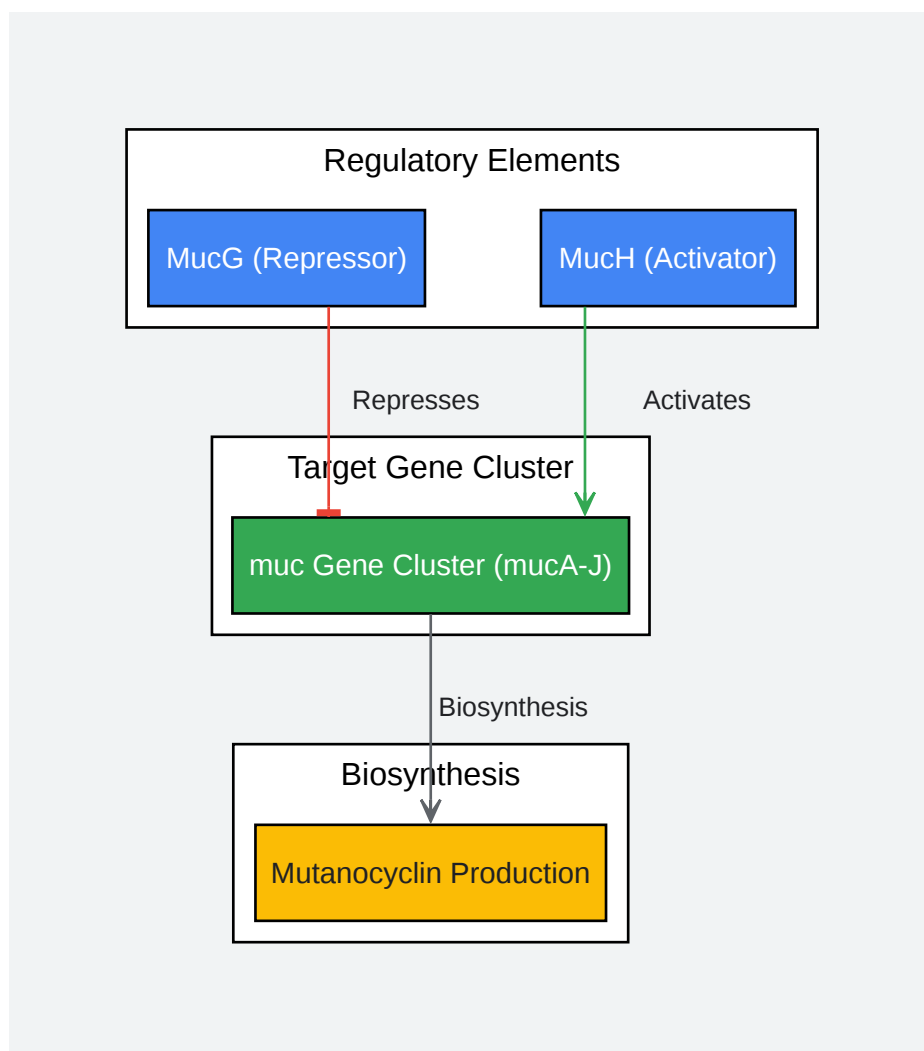 Regulatory Elements
MucG (Repressor)
MucH (Activator)
Represses
Activates
Target Gene Cluster
muc Gene Cluster (mucA-J)
Biosynthesis
Biosynthesis
Mutanocyclin Production